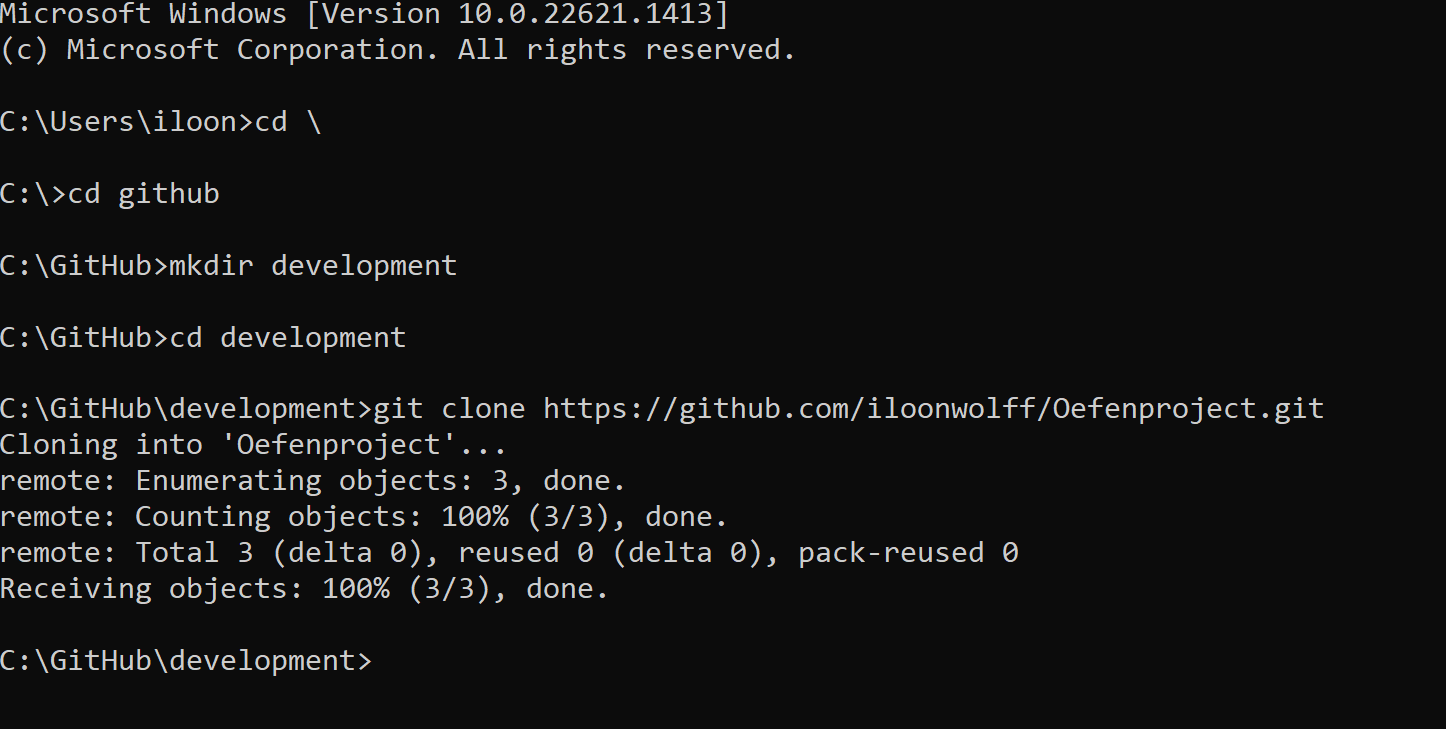 Microsoft Windows [Version 10.0.22621.1413]
(c) Microsoft Corporation. All rights reserved.
C:\Users\iloon>cd \
C:\>cd github
C:\GitHub>mkdir development
C:\GitHub>cd development
C:\GitHub\development>git clone https://github.com/iloonwolff/Oefenproject.git
Cloning into 'Oefenproject'...
remote: Enumerating objects: 3, done.
remote: Counting objects: 100% (3/3), done.
remote: Total 3 (delta 0), reused 0 (delta 0), pack-reused 0
Receiving objects: 100% (3/3), done.
C:\GitHub\development>